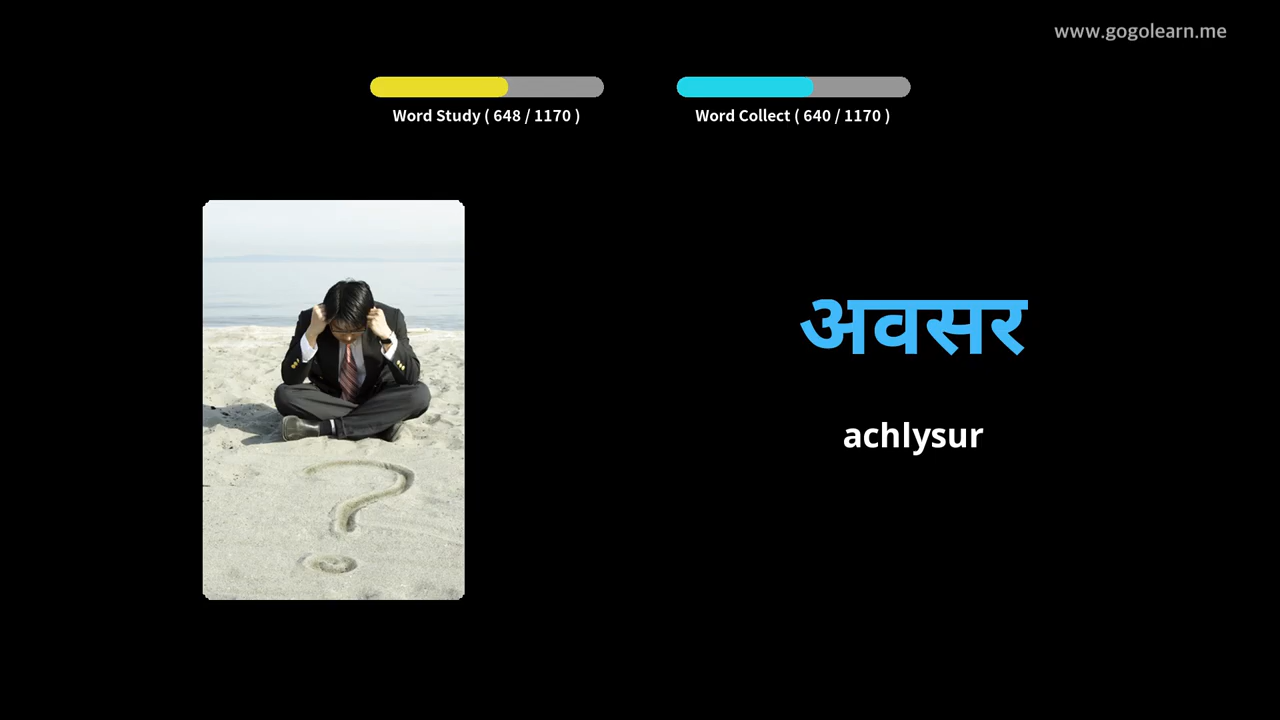 www.gogolearn.me
Word Study ( 648 / 1170 )
Word Collect ( 640 / 1170 )
अवसर
achlysur
?